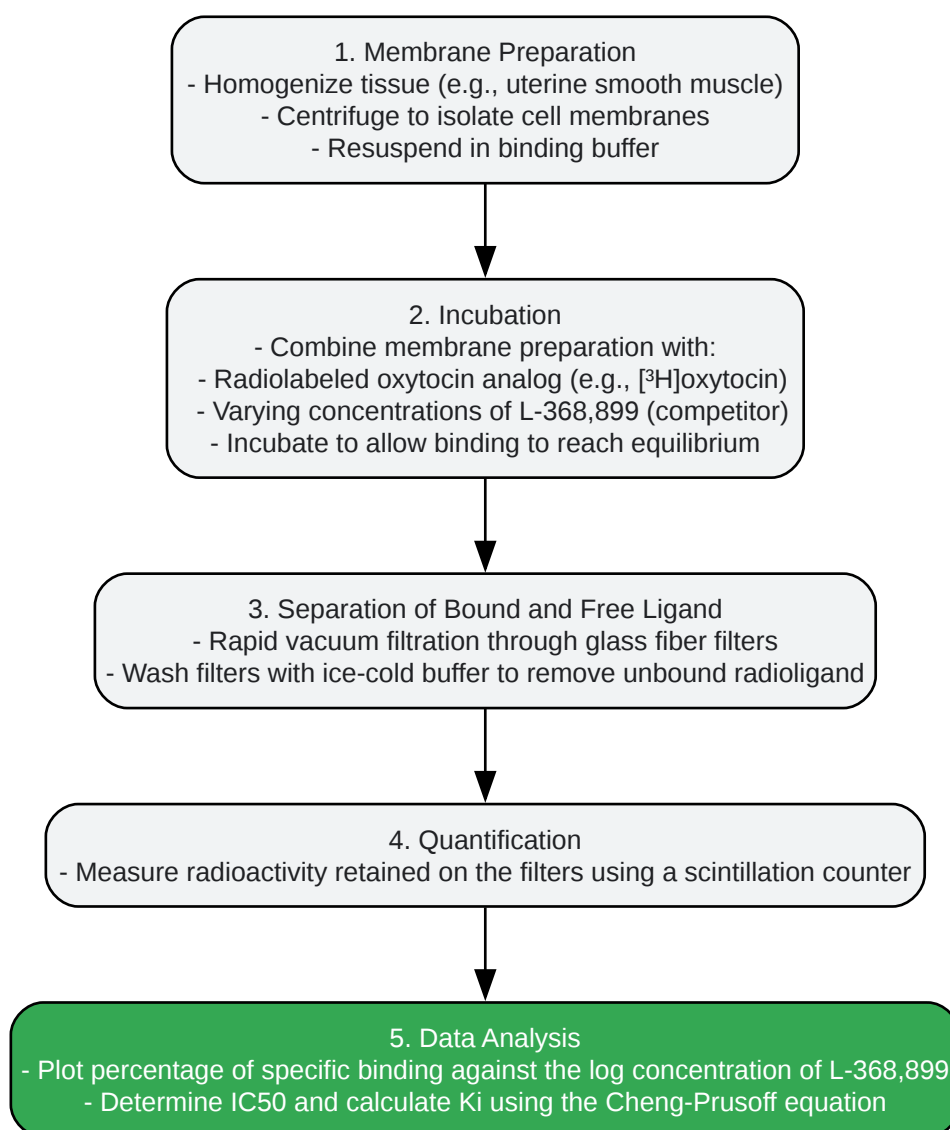 1. Membrane Preparation
- Homogenize tissue (e.g., uterine smooth muscle)
- Centrifuge to isolate cell membranes
- Resuspend in binding buffer
2. Incubation
- Combine membrane preparation with:
- Radiolabeled oxytocin analog (e.g., [³H]oxytocin)
- Varying concentrations of L-368,899 (competitor)
- Incubate to allow binding to reach equilibrium
3. Separation of Bound and Free Ligand
- Rapid vacuum filtration through glass fiber filters
- Wash filters with ice-cold buffer to remove unbound radioligand
4. Quantification
- Measure radioactivity retained on the filters using a scintillation counter
5. Data Analysis
- Plot percentage of specific binding against the log concentration of L-368,899
- Determine IC50 and calculate Ki using the Cheng-Prusoff equation